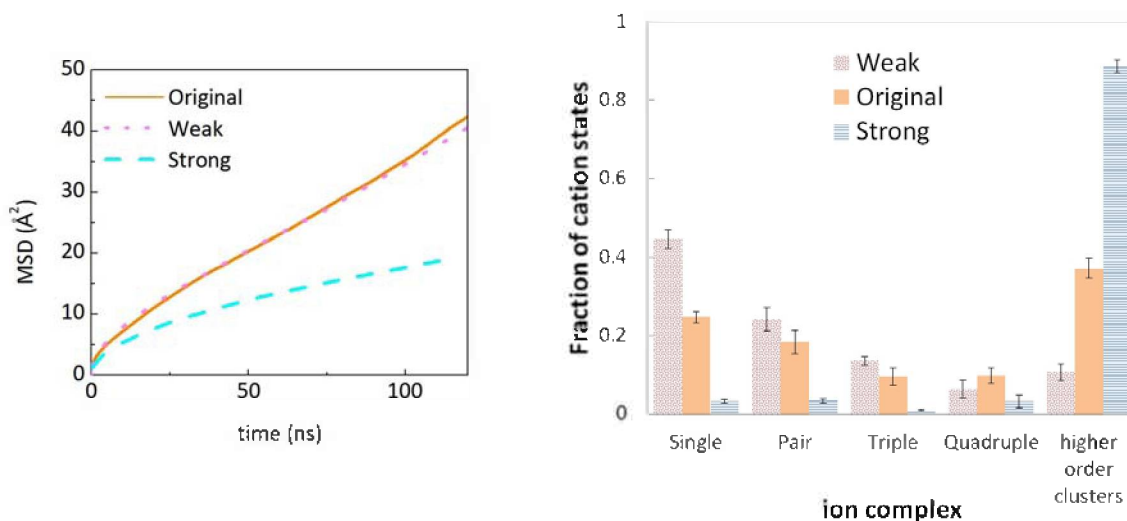 50
40
30
20
10
0
MSD (Å²)
Original
Weak
Strong
0
50
100
time (ns)
1
0.8
0.6
0.4
0.2
0
Fraction of cation states
Weak
Original
Strong
Single
Pair
Triple
Quadruple
higher
order
clusters
ion complex